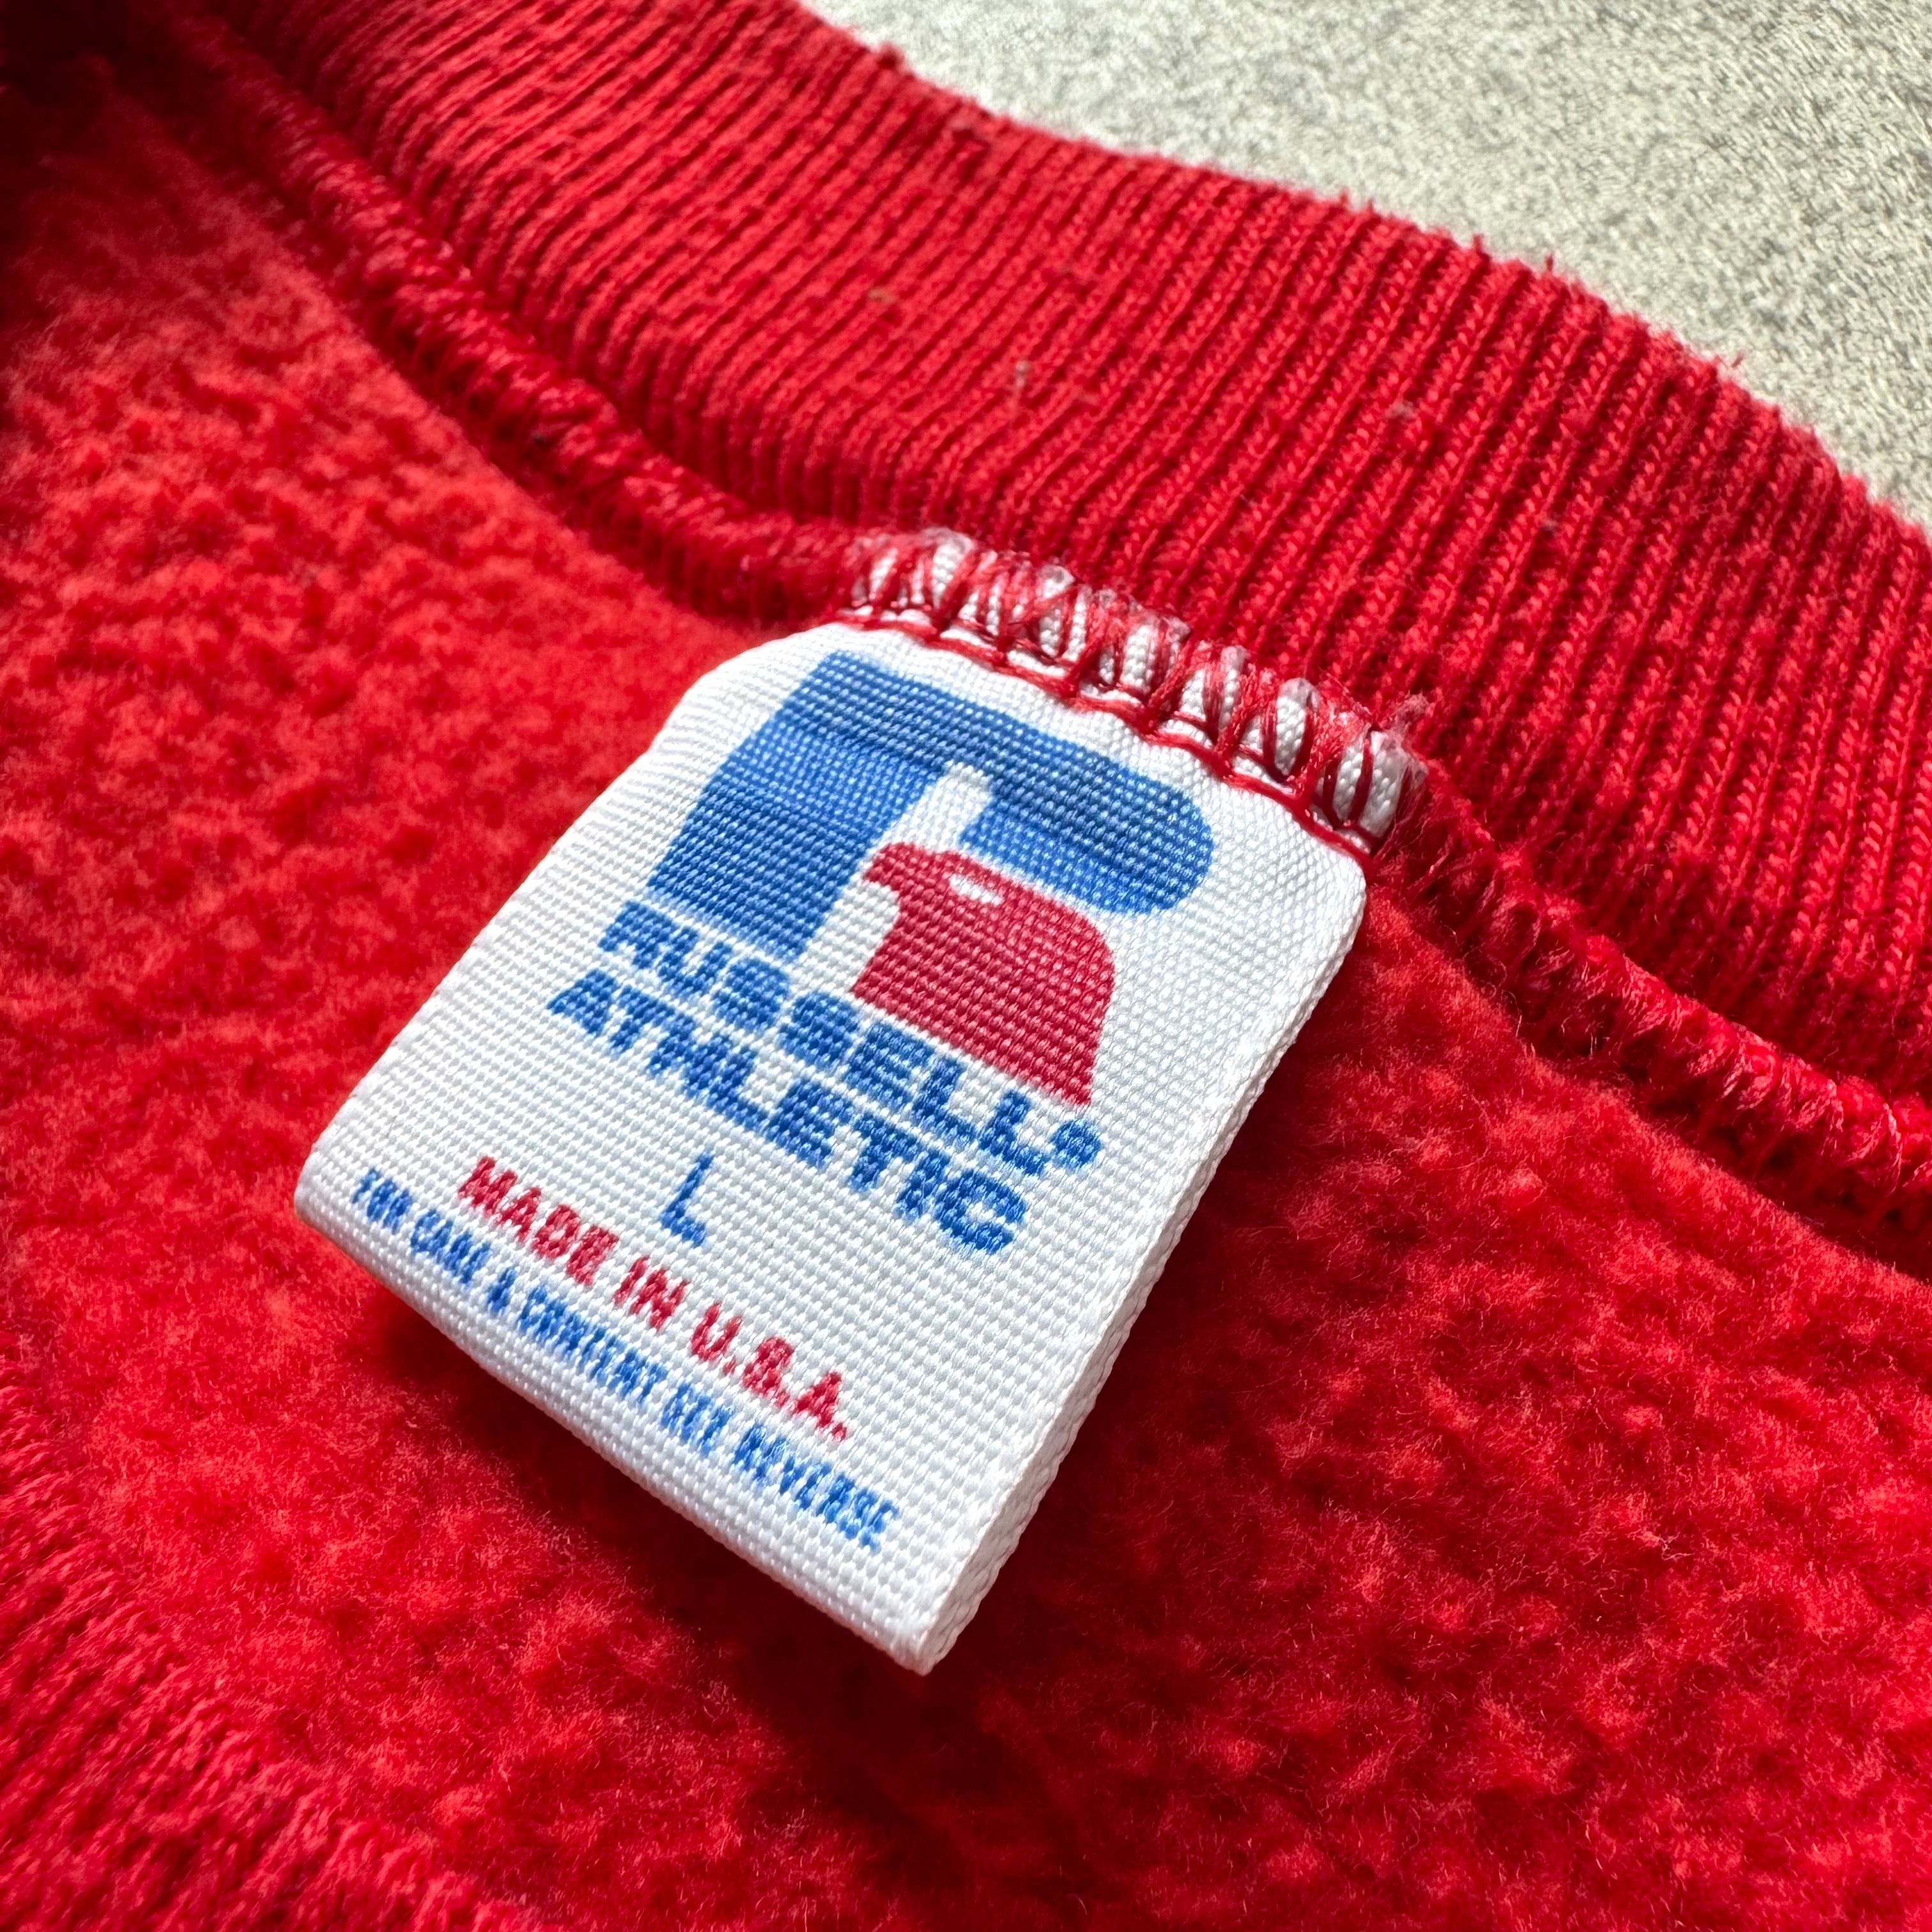 RUSSELL®
ATHLETIC
L
MADE IN U.S.A.
FOR CARE & CONTENT SEE REVERSE